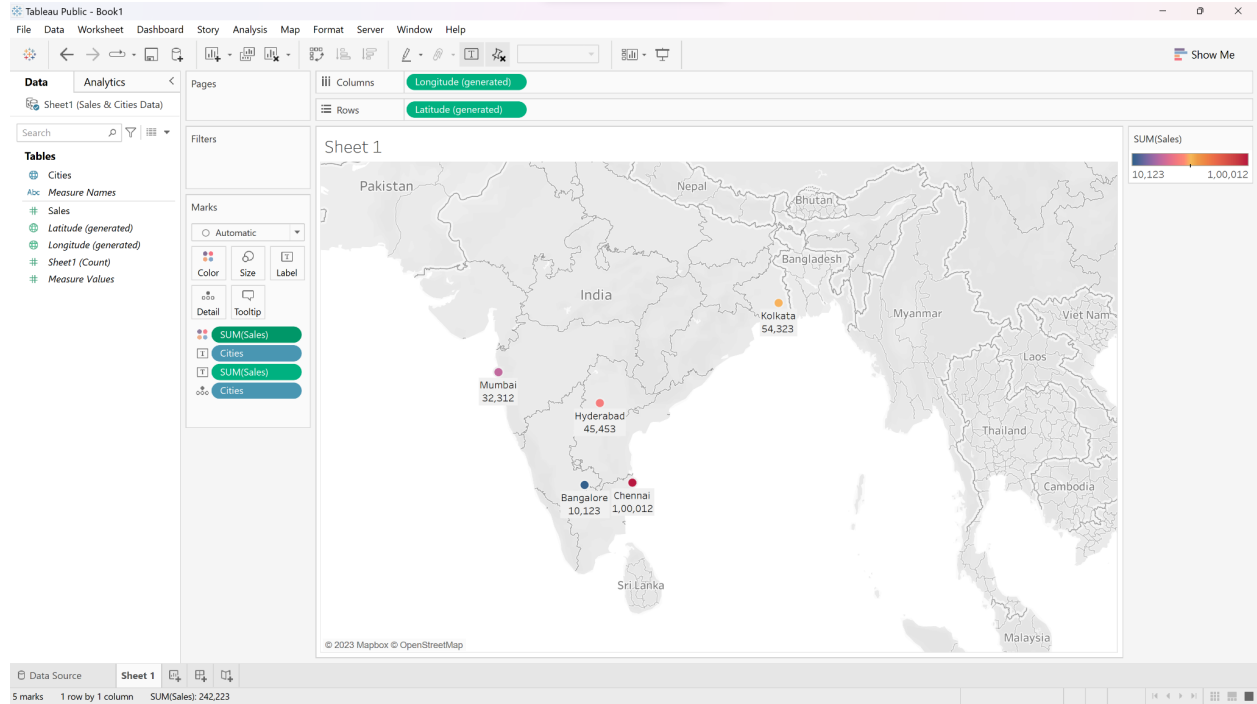 Tableau Public - Book1
File Data Worksheet Dashboard Story Analysis Map Format Server Window Help
Show Me
Data Analytics
Sheet1 (Sales & Cities Data)
Search
Tables
Cities
Abc Measure Names
Sales
Latitude (generated)
Longitude (generated)
Sheet1 (Count)
Measure Values
Pages
Filters
Marks
Automatic
Color Size Label
Detail Tooltip
SUM(Sales)
Cities
SUM(Sales)
Cities
Columns Longitude (generated)
Rows Latitude (generated)
Sheet 1
Pakistan
Nepal
Bhutan
Bangladesh
India
Kolkata
54,323
Myanmar
Viet Nam
Laos
Mumbai
32,312
Hyderabad
45,453
Thailand
Cambodia
Bangalore
10,123
Chennai
1,00,012
Sri Lanka
Malaysia
© 2023 Mapbox © OpenStreetMap
SUM(Sales)
10,123 1,00,012
Data Source Sheet 1
5 marks 1 row by 1 column SUM(Sales): 242,223